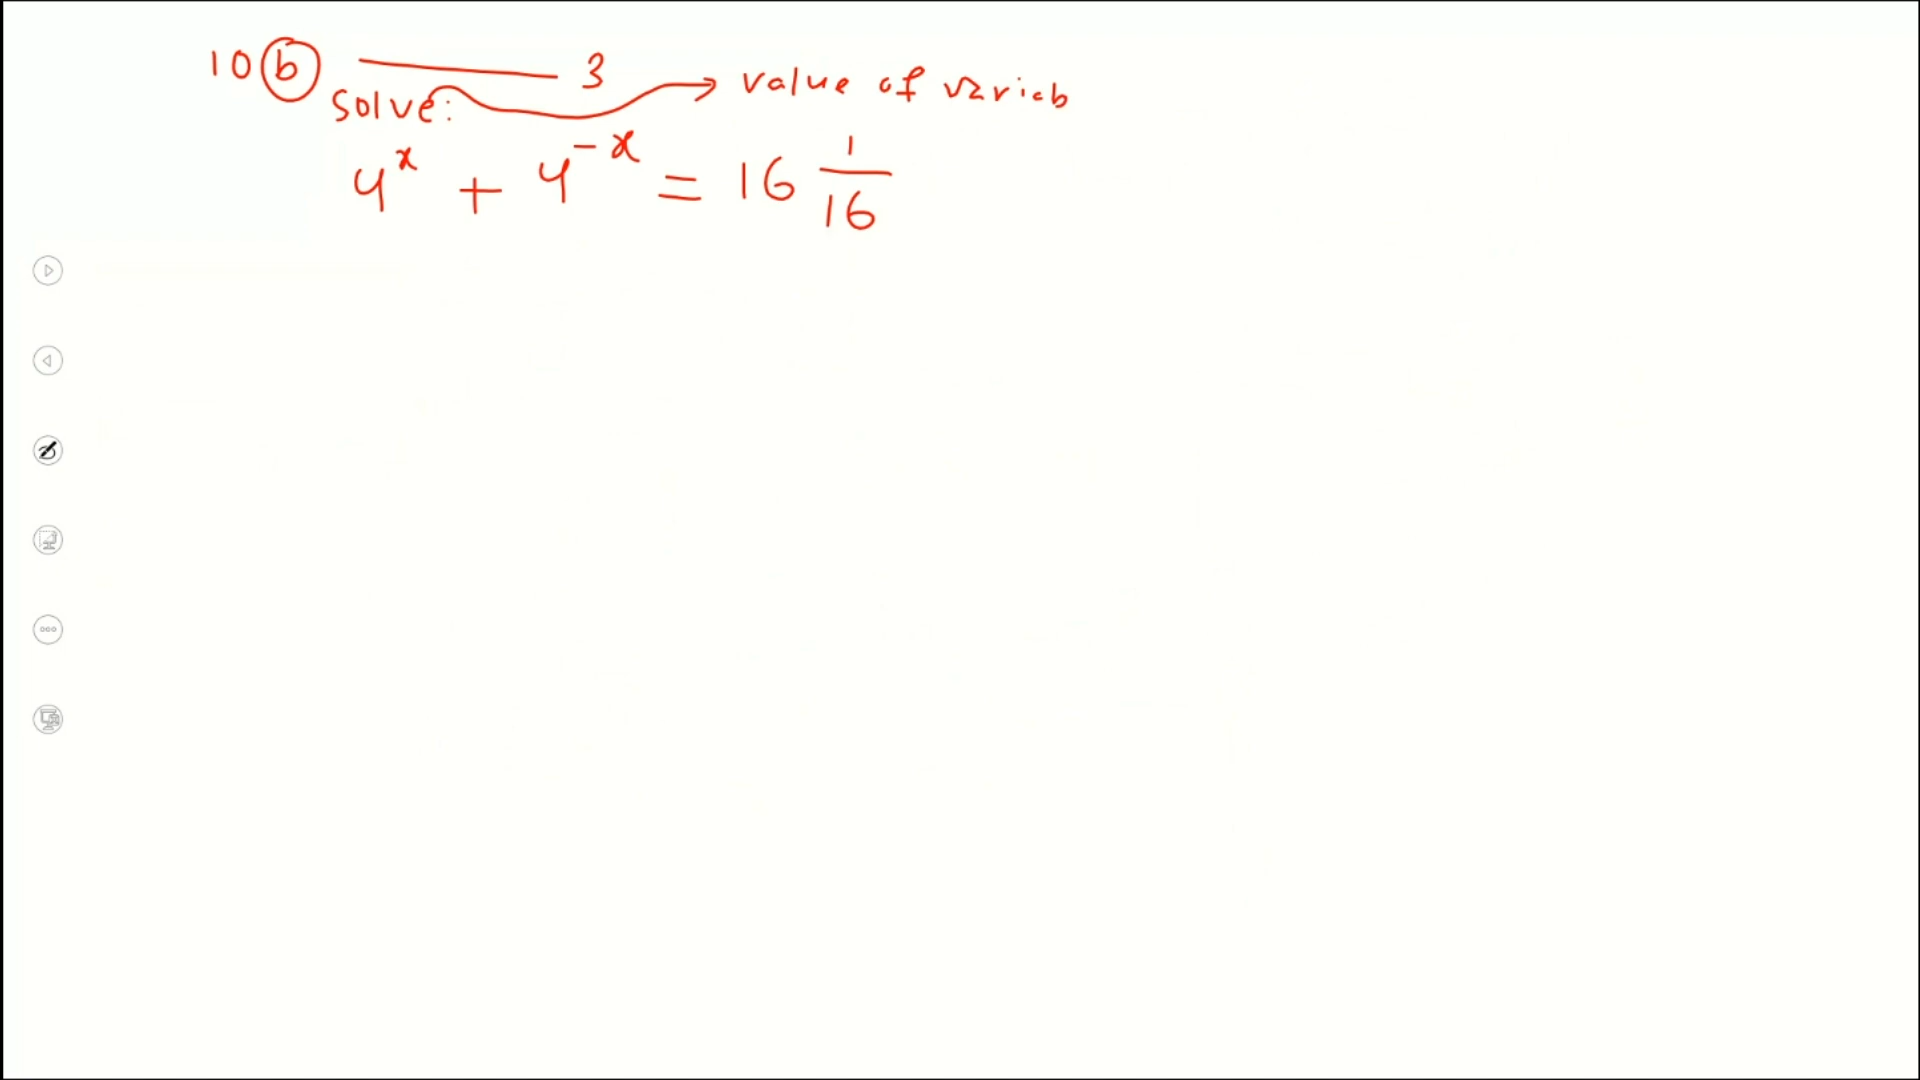 10 b 3
Solve: → value of variab
4^x + 4^{-x} = 16 1/16